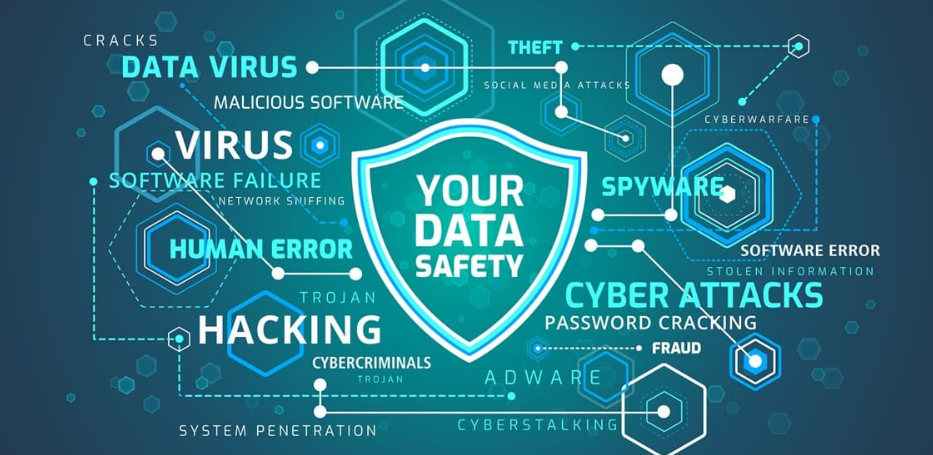 CRACKS
DATA VIRUS
THEFT
SOCIAL MEDIA ATTACKS
MALICIOUS SOFTWARE
CYBERWARFARE
VIRUS
SOFTWARE FAILURE
NETWORK SNIFFING
YOUR
DATA
SAFETY
SPYWARE
HUMAN ERROR
SOFTWARE ERROR
STOLEN INFORMATION
TROJAN
CYBER ATTACKS
HACKING
PASSWORD CRACKING
FRAUD
CYBERCRIMINALS
TROJAN
ADWARE
CYBERSTALKING
SYSTEM PENETRATION